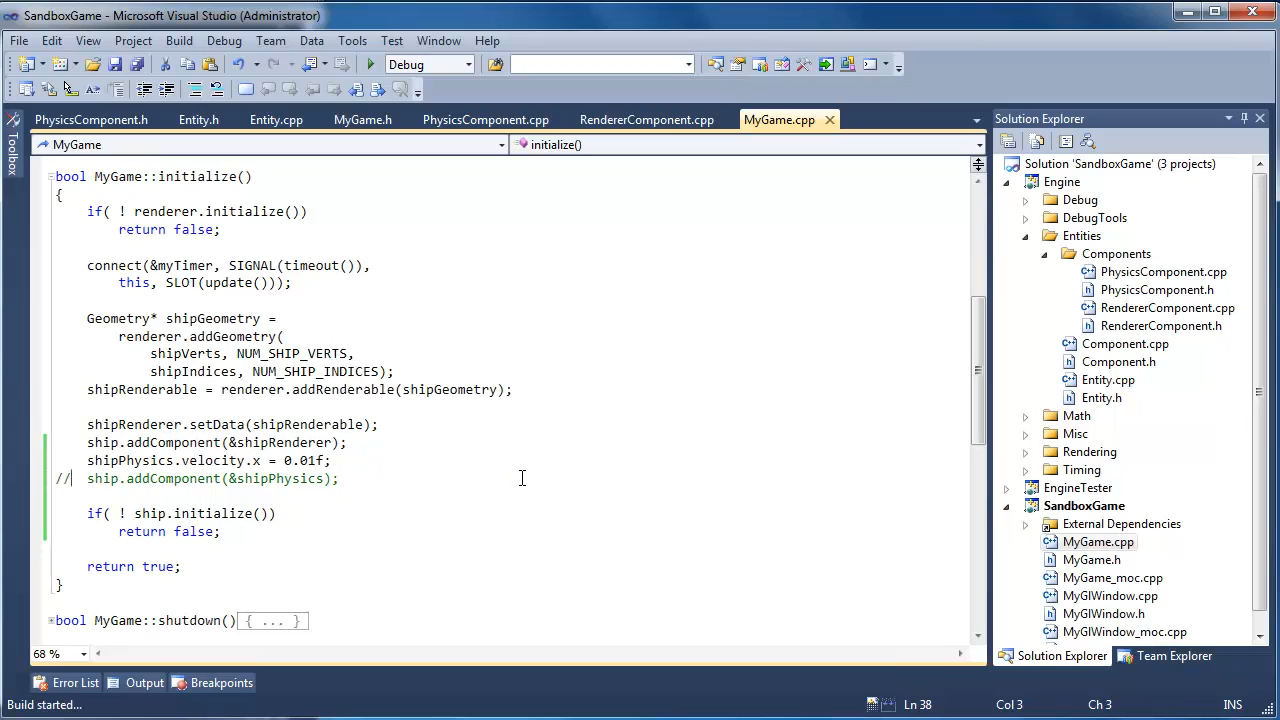 SandboxGame - Microsoft Visual Studio (Administrator)
File Edit View Project Build Debug Team Data Tools Test Window Help
Debug
PhysicsComponent.h Entity.h Entity.cpp MyGame.h PhysicsComponent.cpp RendererComponent.cpp MyGame.cpp
MyGame initialize()
Toolbox
bool MyGame::initialize()
{
if( ! renderer.initialize())
return false;
connect(&myTimer, SIGNAL(timeout()),
this, SLOT(update()));
Geometry* shipGeometry =
renderer.addGeometry(
shipVerts, NUM_SHIP_VERTS,
shipIndices, NUM_SHIP_INDICES);
shipRenderable = renderer.addRenderable(shipGeometry);
shipRenderer.setData(shipRenderable);
ship.addComponent(&shipRenderer);
shipPhysics.velocity.x = 0.01f;
// ship.addComponent(&shipPhysics);
if( ! ship.initialize())
return false;
return true;
}
bool MyGame::shutdown(){ ... }
68 %
Solution Explorer
Solution 'SandboxGame' (3 projects)
Engine
Debug
DebugTools
Entities
Components
PhysicsComponent.cpp
PhysicsComponent.h
RendererComponent.cpp
RendererComponent.h
Component.cpp
Component.h
Entity.cpp
Entity.h
Math
Misc
Rendering
Timing
EngineTester
SandboxGame
External Dependencies
MyGame.cpp
MyGame.h
MyGame_moc.cpp
MyGlWindow.cpp
MyGlWindow.h
MyGlWindow_moc.cpp
Solution Explorer Team Explorer
Error List Output Breakpoints
Build started... Ln 38 Col 3 Ch 3 INS